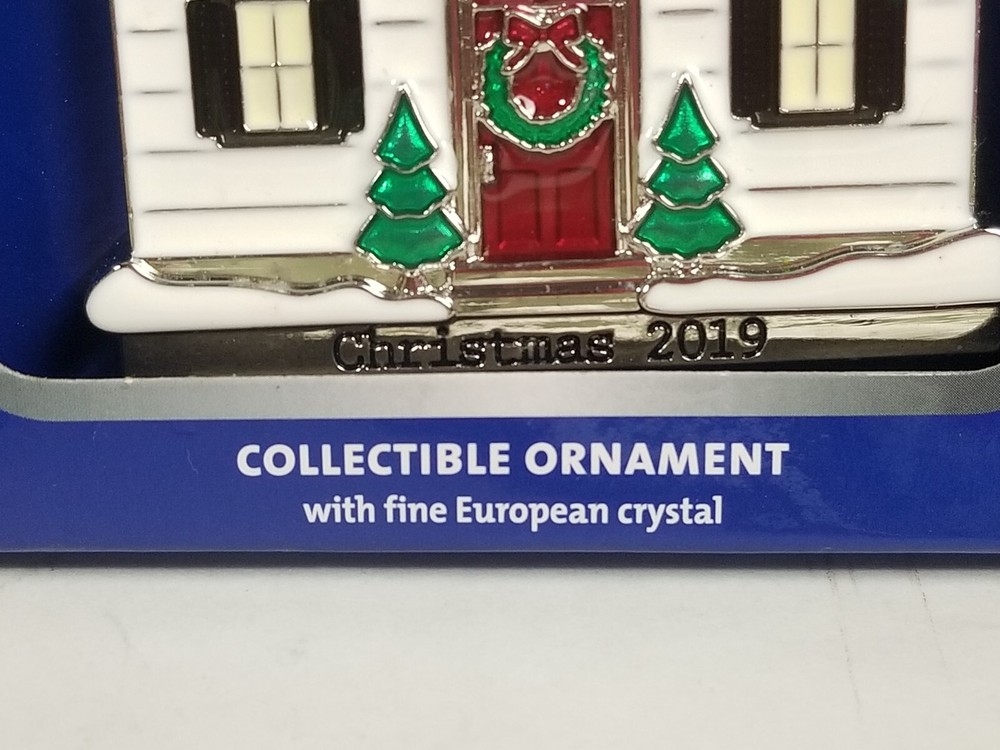 Christmas 2019
COLLECTIBLE ORNAMENT
with fine European crystal